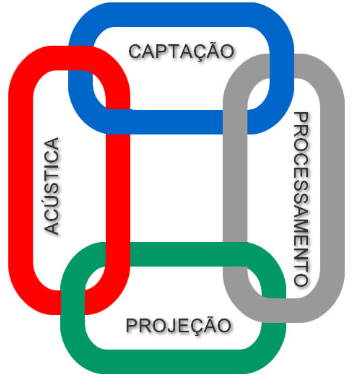 CAPTAÇÃO
ACÚSTICA
PROCESSAMENTO
PROJEÇÃO